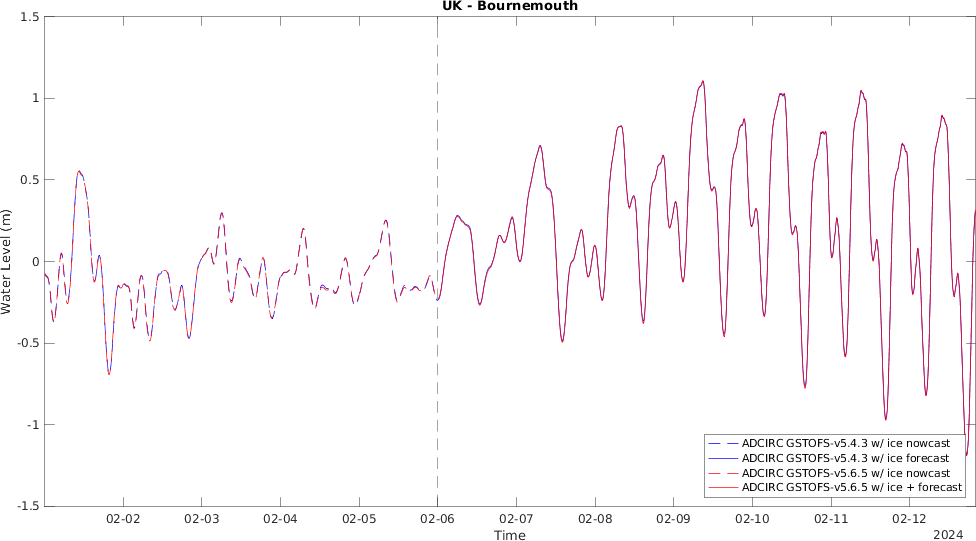 UK - Bournemouth
1.5
1
0.5
0
-0.5
-1
-1.5
Water Level (m)
02-02 02-03 02-04 02-05 02-06 02-07 02-08 02-09 02-10 02-11 02-12
Time
2024
ADCIRC GSTOFS-v5.4.3 w/ ice nowcast
ADCIRC GSTOFS-v5.4.3 w/ ice forecast
ADCIRC GSTOFS-v5.6.5 w/ ice nowcast
ADCIRC GSTOFS-v5.6.5 w/ ice + forecast